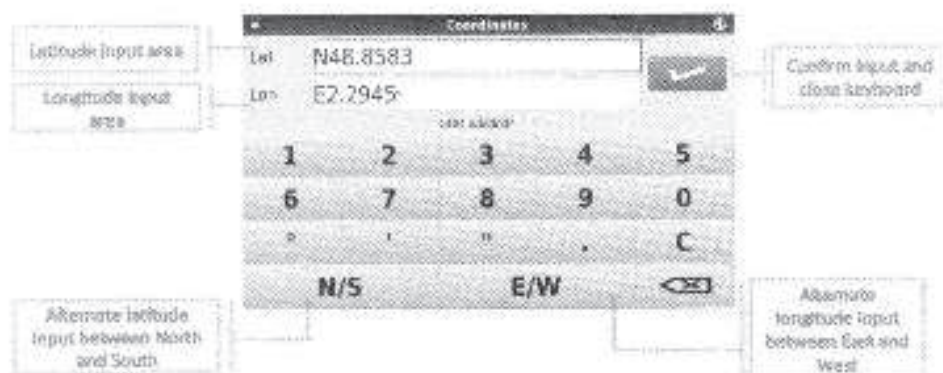 Coordinates
Latitude input area
Lat N48.8583
Confirm input and close keyboard
Longitude input area
Lon E2.2945
1 2 3 4 5
6 7 8 9 0
° ' " . C
N/S E/W
Alternate latitude input between North and South
Alternate longitude input between East and West